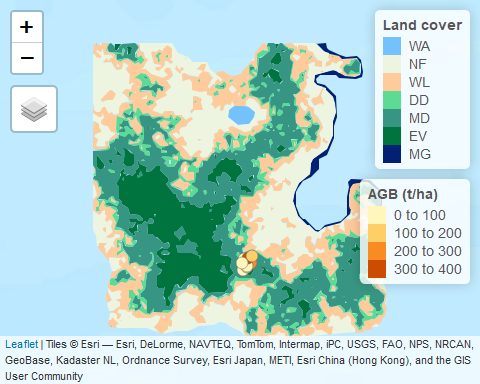 +
−
Land cover
WA
NF
WL
DD
MD
EV
MG
AGB (t/ha)
0 to 100
100 to 200
200 to 300
300 to 400
Leaflet | Tiles © Esri — Esri, DeLorme, NAVTEQ, TomTom, Intermap, iPC, USGS, FAO, NPS, NRCAN,
GeoBase, Kadaster NL, Ordnance Survey, Esri Japan, METI, Esri China (Hong Kong), and the GIS
User Community